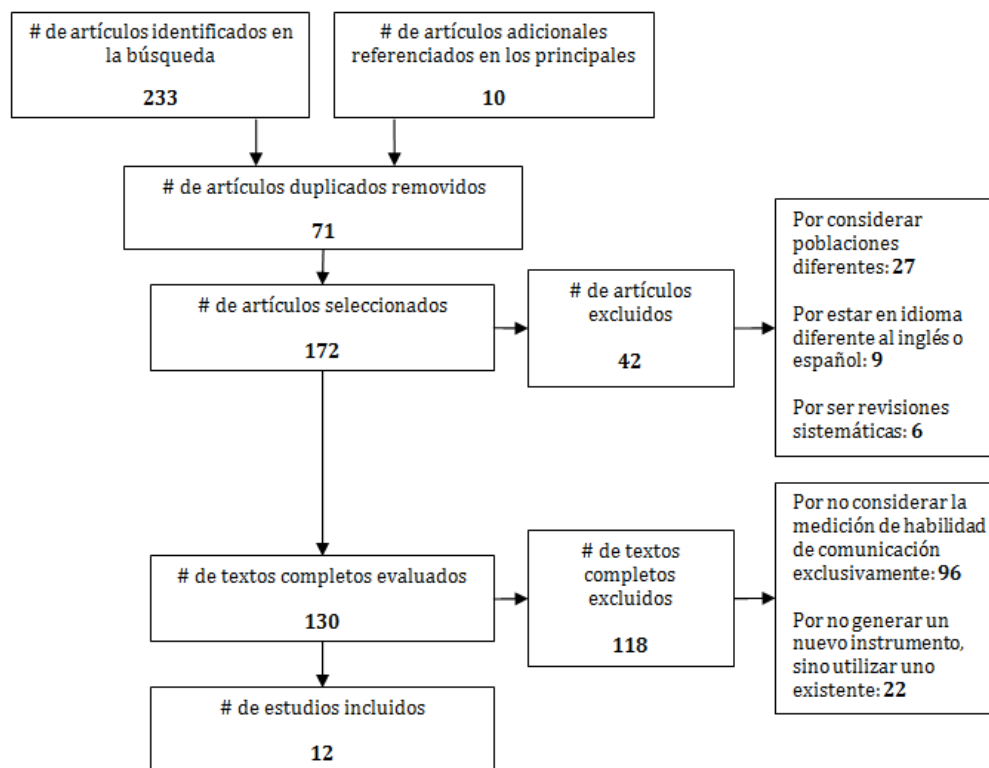 # de artículos identificados en
la búsqueda
233
# de artículos adicionales
referenciados en los principales
10
# de artículos duplicados removidos
71
# de artículos seleccionados
172
# de artículos
excluidos
42
Por considerar
poblaciones
diferentes: 27
Por estar en idioma
diferente al inglés o
español: 9
Por ser revisiones
sistemáticas: 6
# de textos completos evaluados
130
# de textos
completos
excluidos
118
Por no considerar la
medición de habilidad
de comunicación
exclusivamente: 96
Por no generar un
nuevo instrumento,
sino utilizar uno
existente: 22
# de estudios incluidos
12